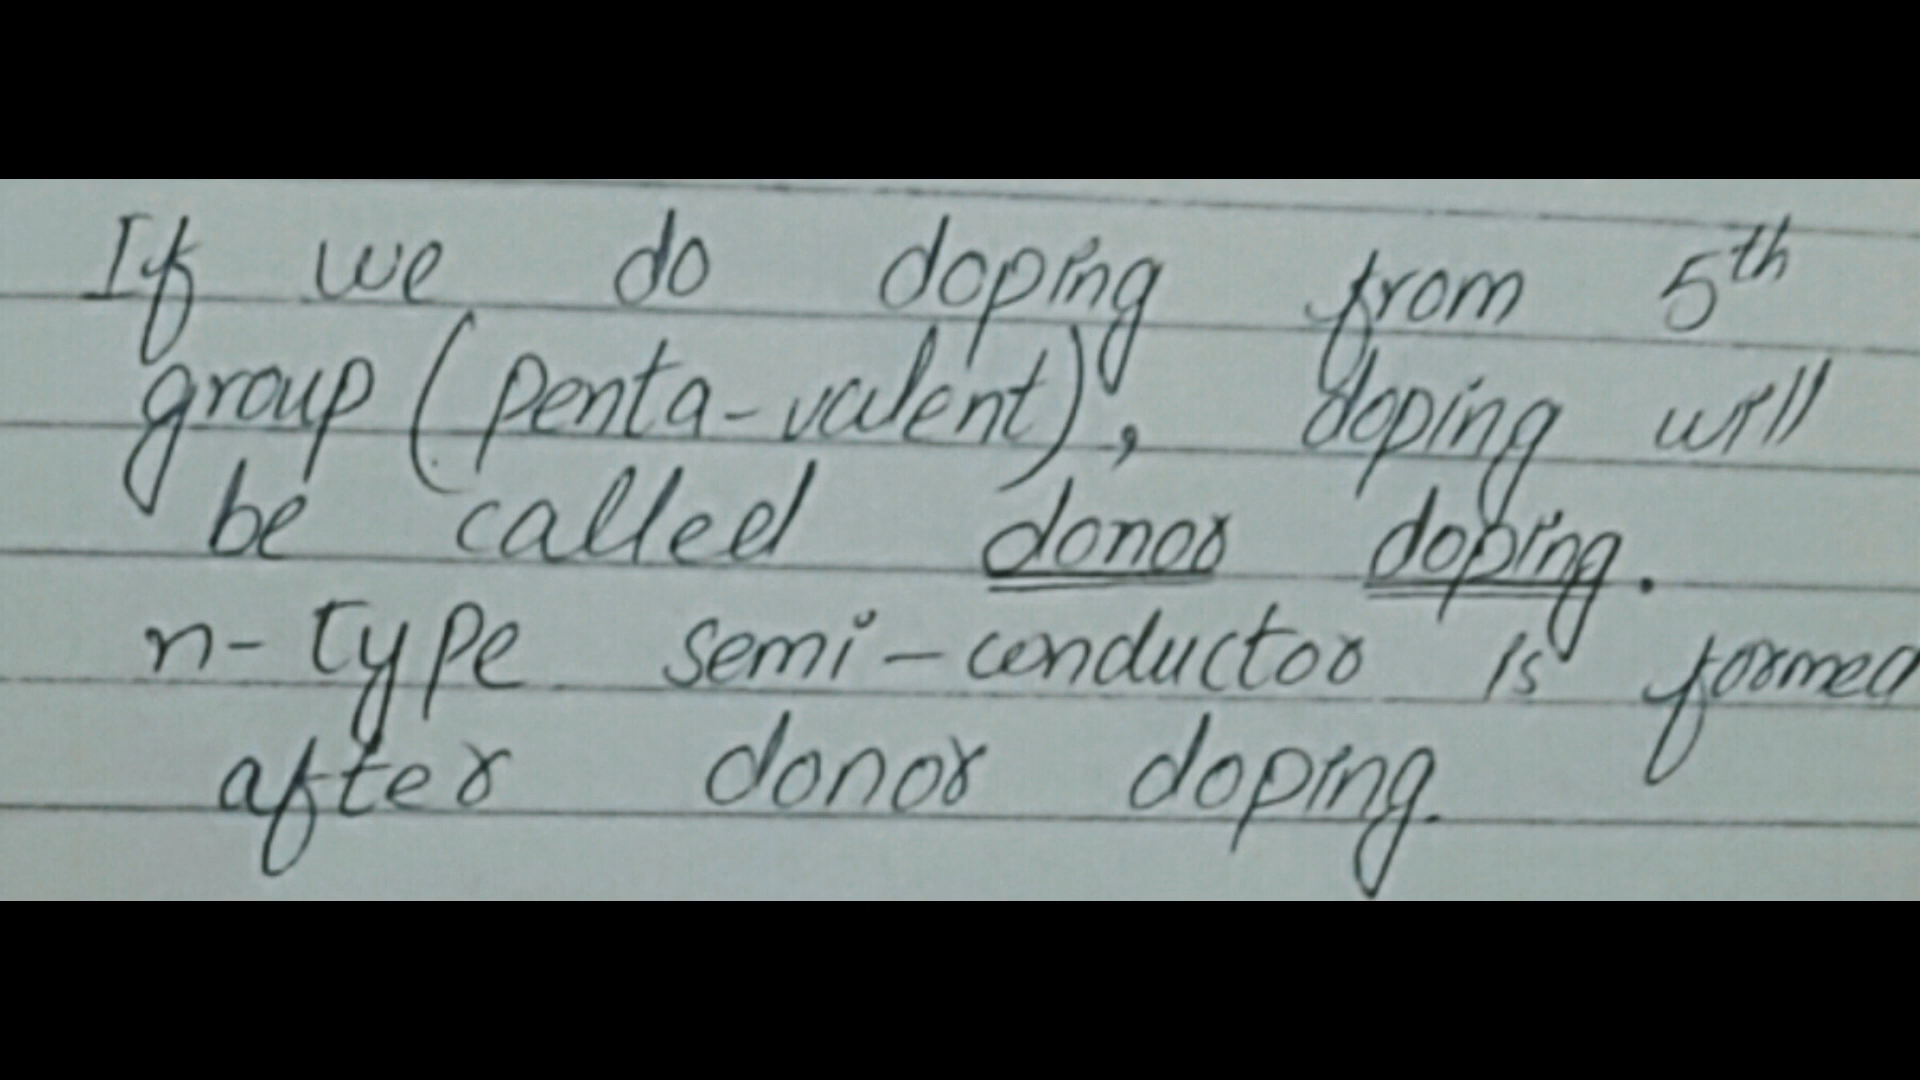 If we do doping from 5th
group (penta-valent), doping will
be called donor doping.
n-type semi-conductor is formed
after donor doping.